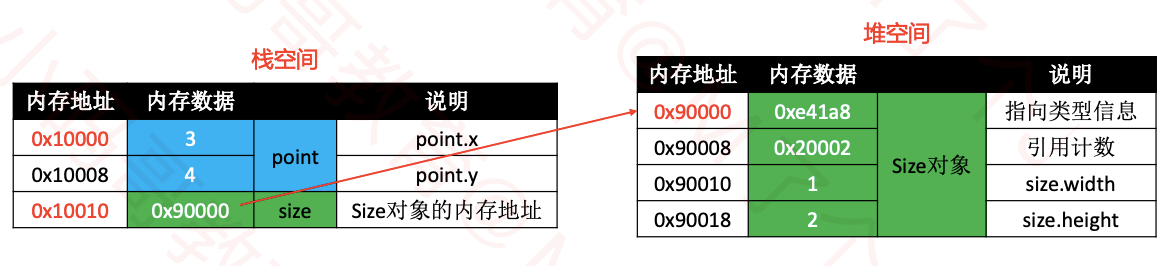 栈空间
内存地址 内存数据 说明
0x10000 3 point point.x
0x10008 4 point.y
0x10010 0x90000 size Size对象的内存地址
堆空间
内存地址 内存数据 说明
0x90000 0xe41a8 Size对象 指向类型信息
0x90008 0x20002 引用计数
0x90010 1 size.width
0x90018 2 size.height